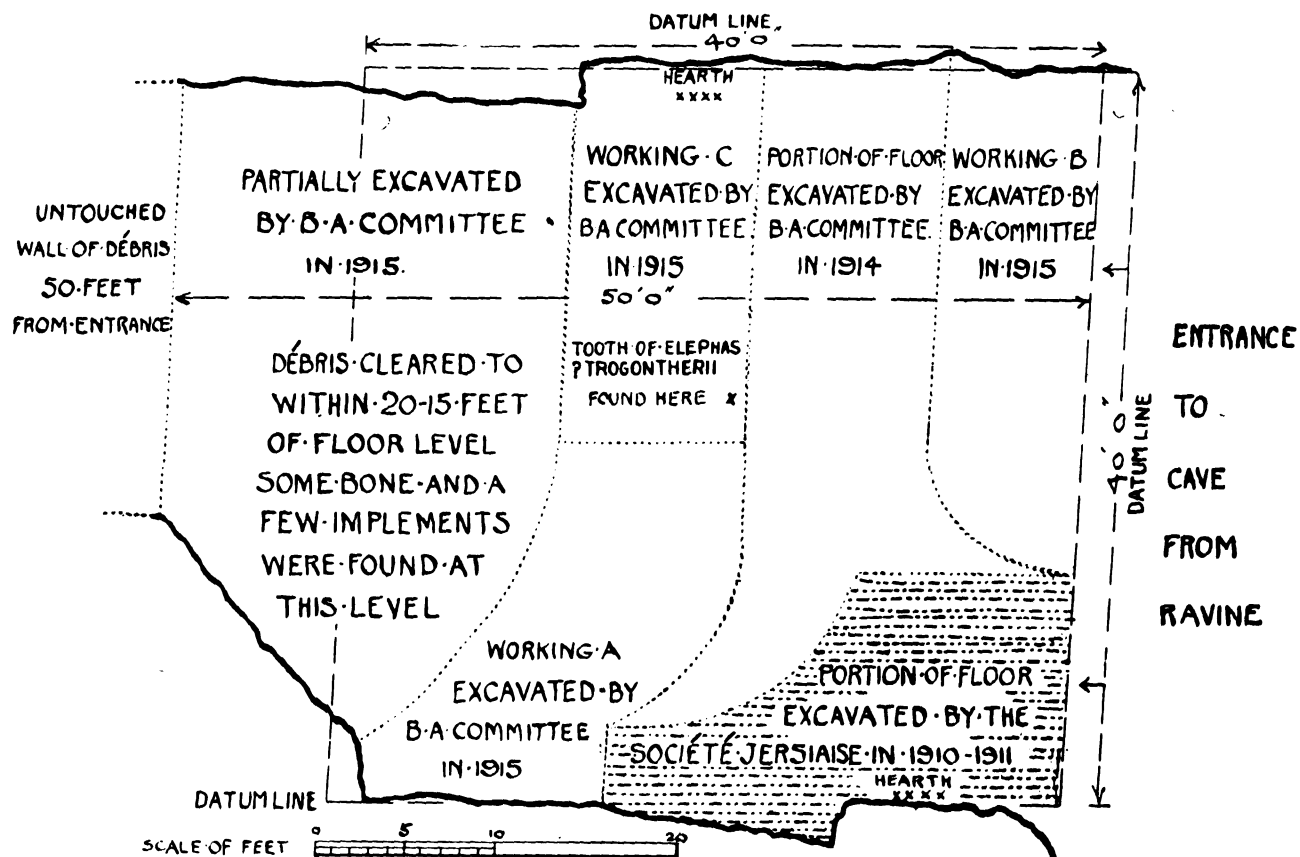 DATUM LINE
40'0"
HEARTH
xxxx
UNTOUCHED
WALL·OF·DÉBRIS
50·FEET
FROM·ENTRANCE
PARTIALLY EXCAVATED
BY·B·A·COMMITTEE
IN·1915.
WORKING·C
EXCAVATED·BY
BA COMMITTEE.
IN 1915
PORTION·OF·FLOOR
EXCAVATED·BY
B·A·COMMITTEE.
IN·1914
WORKING·B
EXCAVATED·BY
B·A·COMMITTEE
IN·1915
50'0"
DÉBRIS·CLEARED·TO
WITHIN·20-15·FEET
OF·FLOOR LEVEL
SOME·BONE·AND·A
FEW·IMPLEMENTS
WERE·FOUND·AT
THIS·LEVEL
TOOTH·OF·ELEPHAS
? TROGONTHERII
FOUND HERE x
40'0"
DATUM LINE
ENTRANCE
TO
CAVE
FROM
RAVINE
WORKING·A
EXCAVATED·BY
B·A·COMMITTEE
IN·1915
PORTION·OF·FLOOR
EXCAVATED·BY·THE
SOCIÉTÉ·JERSIAISE·IN·1910-1911
HEARTH
xxxx
DATUM LINE
SCALE·OF·FEET
0 5 10 20